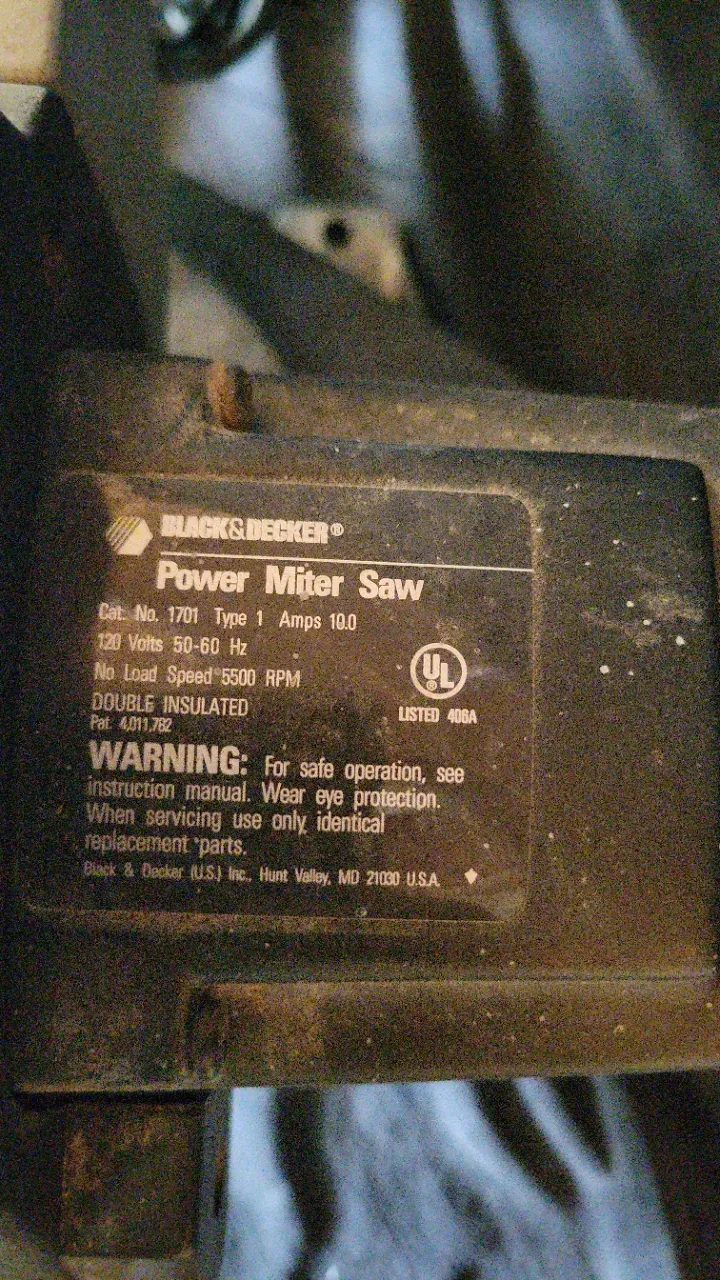 BLACK&DECKER®
Power Miter Saw
Cat. No. 1701 Type 1 Amps 10.0
120 Volts 50-60 Hz
No Load Speed 5500 RPM
DOUBLE INSULATED
Pat. 4,011,782
UL
®
LISTED 406A
WARNING: For safe operation, see
instruction manual. Wear eye protection.
When servicing use only identical
replacement parts.
Black & Decker (U.S.) Inc., Hunt Valley, MD 21030 U.S.A.